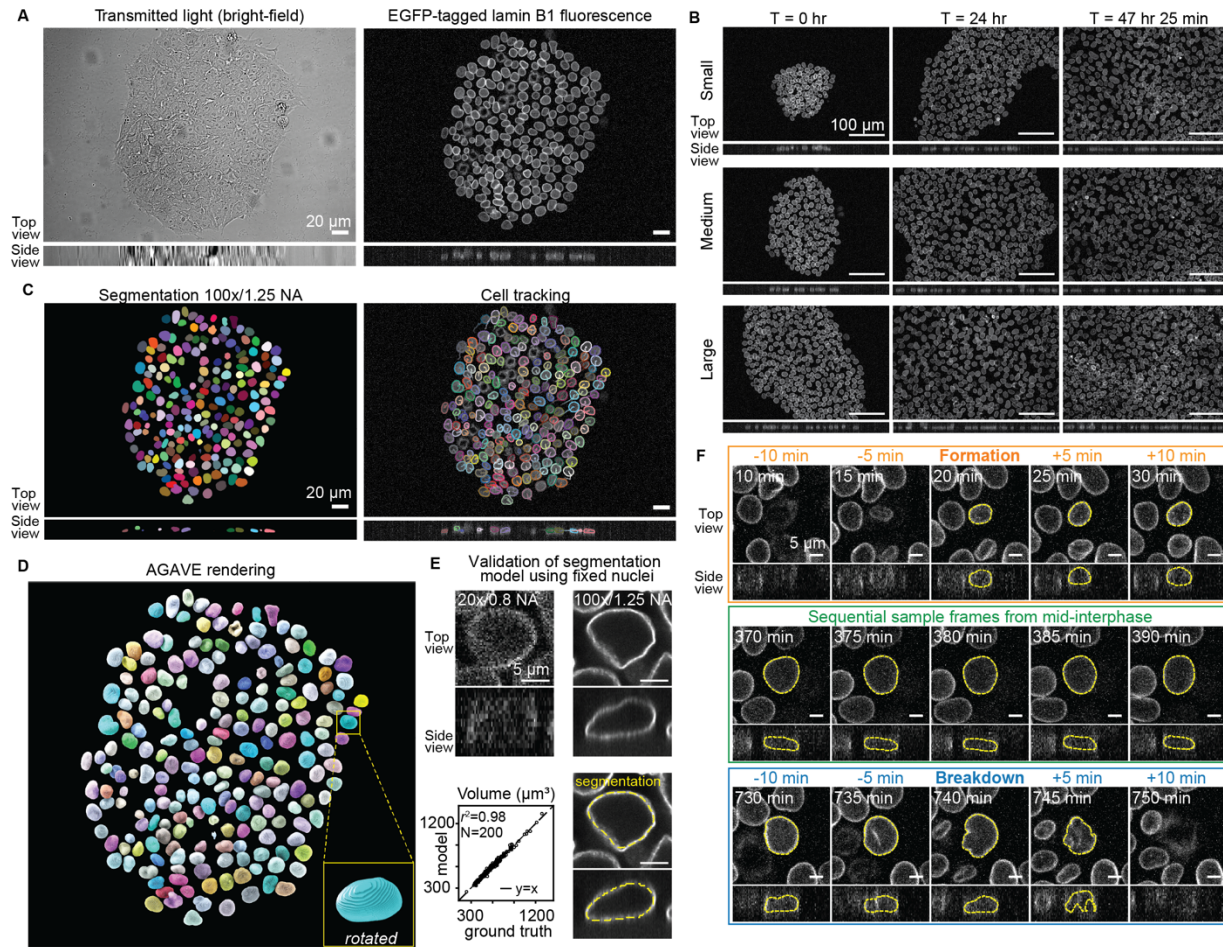 A
Transmitted light (bright-field)
EGFP-tagged lamin B1 fluorescence
20 µm
Top
view
Side
view
B
T = 0 hr
T = 24 hr
T = 47 hr 25 min
Small
Top
view
100 µm
Side
view
Medium
Large
C
Segmentation 100x/1.25 NA
Cell tracking
Top
view
20 µm
Side
view
D
AGAVE rendering
rotated
E
Validation of segmentation
model using fixed nuclei
20x/0.8 NA
100x/1.25 NA
Top
view
5 µm
Side
view
Volume (µm³)
1200
r²=0.98
N=200
model
300
y=x
300
1200
ground truth
segmentation
F
-10 min
-5 min
Formation
+5 min
+10 min
10 min
15 min
20 min
25 min
30 min
Top
view
5 µm
Side
view
Sequential sample frames from mid-interphase
370 min
375 min
380 min
385 min
390 min
-10 min
-5 min
Breakdown
+5 min
+10 min
730 min
735 min
740 min
745 min
750 min